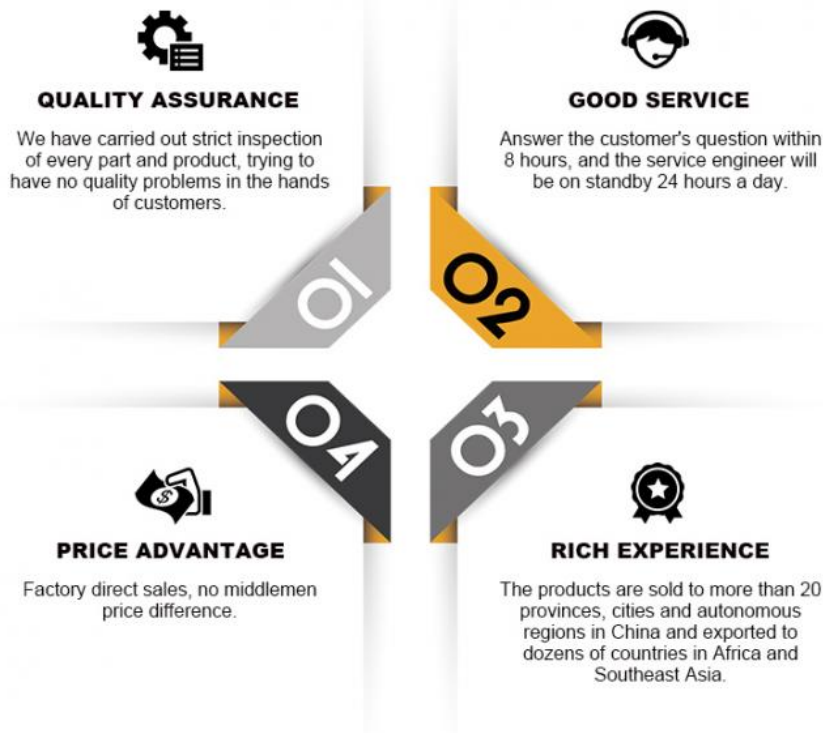 QUALITY ASSURANCE
We have carried out strict inspection
of every part and product, trying to
have no quality problems in the hands
of customers.
01
GOOD SERVICE
Answer the customer's question within
8 hours, and the service engineer will
be on standby 24 hours a day.
02
04
PRICE ADVANTAGE
Factory direct sales, no middlemen
price difference.
03
RICH EXPERIENCE
The products are sold to more than 20
provinces, cities and autonomous
regions in China and exported to
dozens of countries in Africa and
Southeast Asia.
$